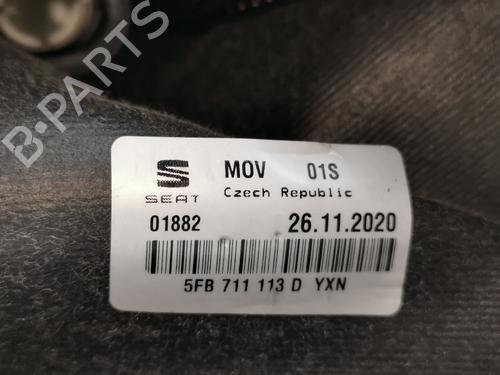 B-PARTS
MOV 01S
SEAT Czech Republic
01882 26.11.2020
5FB 711 113 D YXN